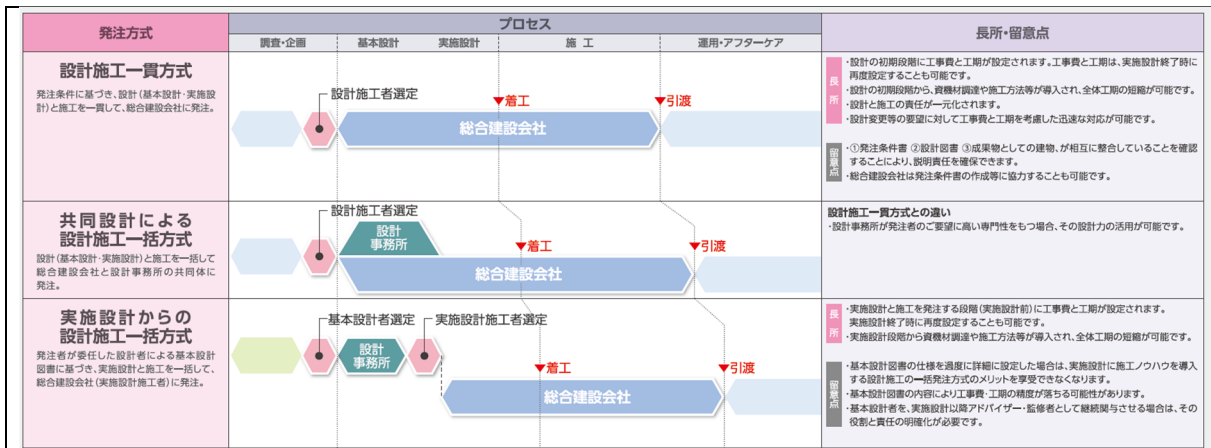 発注方式
プロセス
長所・留意点
調査・企画
基本設計
実施設計
施 工
運用・アフターケア
設計施工一貫方式
発注条件に基づき、設計(基本設計・実施設
計)と施工を一貫して、総合建設会社に発注。
設計施工者選定
▼着工
▼引渡
総合建設会社
長所
・設計の初期段階に工事費と工期が設定されます。工事費と工期は、実施設計終了時に
再度設定することも可能です。
・設計の初期段階から、資機材調達や施工方法等が導入され、全体工期の短縮が可能です。
・設計と施工の責任が一元化されます。
・設計変更等の要望に対して工事費と工期を考慮した迅速な対応が可能です。
留意点
・①発注条件書 ②設計図書 ③成果物としての建物、が相互に整合していることを確認
することにより、説明責任を確保できます。
・総合建設会社は発注条件書の作成等に協力することも可能です。
共同設計による
設計施工一括方式
設計(基本設計・実施設計)と施工を一括して
総合建設会社と設計事務所の共同体に
発注。
設計施工者選定
設計
事務所
▼着工
▼引渡
総合建設会社
設計施工一貫方式との違い
・設計事務所が発注者のご要望に高い専門性をもつ場合、その設計力の活用が可能です。
実施設計からの
設計施工一括方式
発注者が委任した設計者による基本設計
図書に基づき、実施設計と施工を一括して、
総合建設会社(実施設計施工者)に発注。
基本設計者選定
実施設計施工者選定
設計
事務所
▼着工
▼引渡
総合建設会社
長所
・実施設計と施工を発注する段階(実施設計前)に工事費と工期が設定されます。
実施設計終了時に再度設定することも可能です。
・実施設計段階から資機材調達や施工方法等が導入され、全体工期の短縮が可能です。
留意点
・基本設計図書の仕様を過度に詳細に設定した場合は、実施設計に施工ノウハウを導入
する設計施工の一括発注方式のメリットを享受できなくなります。
・基本設計図書の内容により工事費・工期の精度が落ちる可能性があります。
・基本設計者を、実施設計以降アドバイザー・監修者として継続関与させる場合は、その
役割と責任の明確化が必要です。